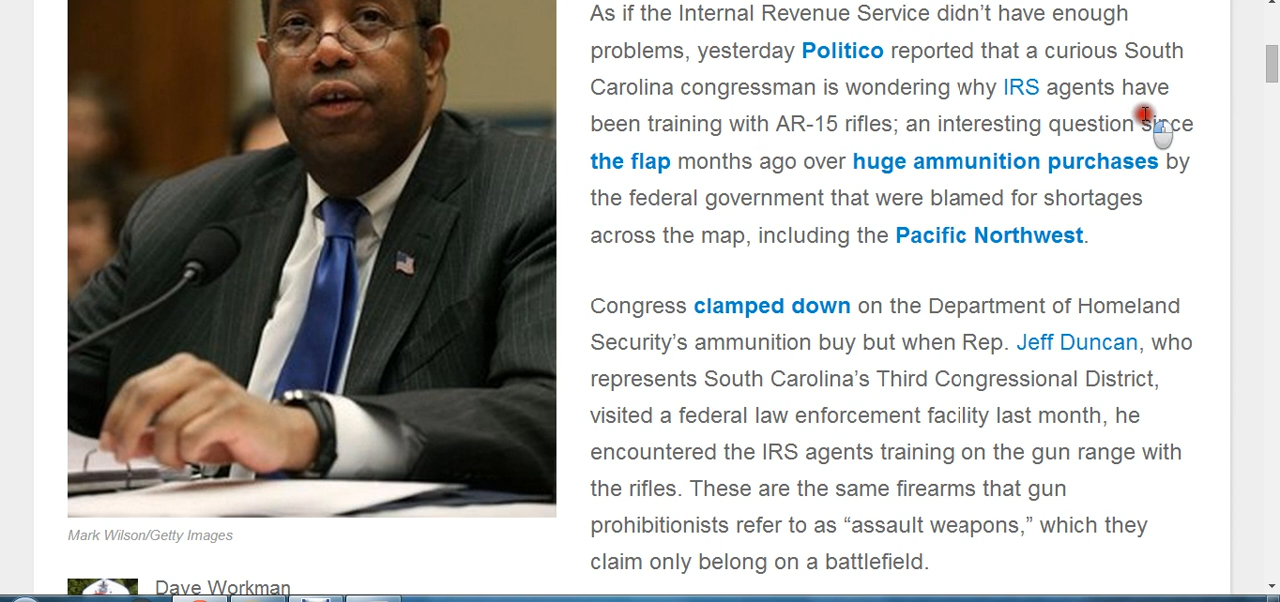 As if the Internal Revenue Service didn’t have enough
problems, yesterday Politico reported that a curious South
Carolina congressman is wondering why IRS agents have
been training with AR-15 rifles; an interesting question since
the flap months ago over huge ammunition purchases by
the federal government that were blamed for shortages
across the map, including the Pacific Northwest.
Congress clamped down on the Department of Homeland
Security’s ammunition buy but when Rep. Jeff Duncan, who
represents South Carolina’s Third Congressional District,
visited a federal law enforcement facility last month, he
encountered the IRS agents training on the gun range with
the rifles. These are the same firearms that gun
prohibitionists refer to as “assault weapons,” which they
claim only belong on a battlefield.
Mark Wilson/Getty Images
Dave Workman